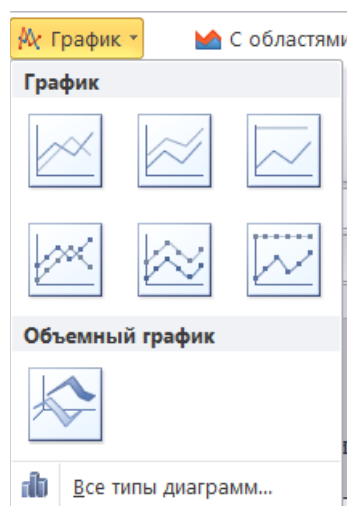 График С областями
График
Объемный график
Все типы диаграмм...